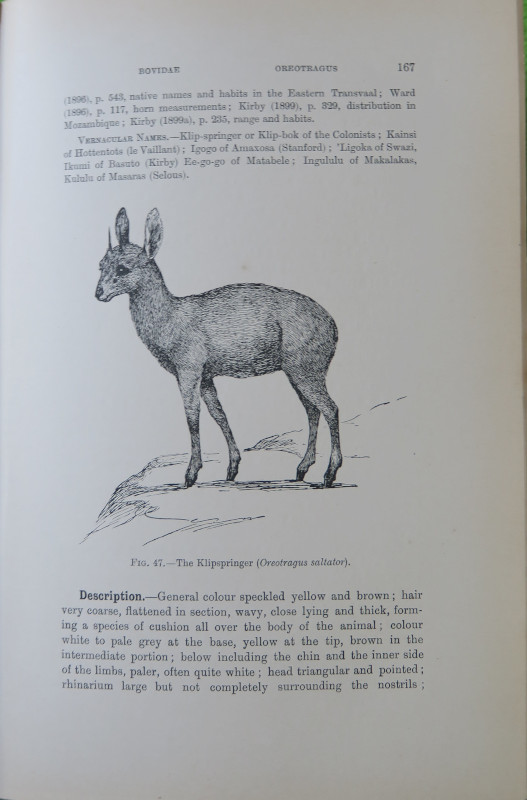 BOVIDAE OREOTRAGUS 167
(1896), p. 543, native names and habits in the Eastern Transvaal; Ward
(1896), p. 117, horn measurements; Kirby (1899), p. 329, distribution in
Mozambique; Kirby (1899a), p. 235, range and habits.
VERNACULAR NAMES.—Klip-springer or Klip-bok of the Colonists; Kainsi
of Hottentots (le Vaillant); Igogo of Amaxosa (Stanford); 'Ligoka of Swazi,
Ikumi of Basuto (Kirby) Ee-go-go of Matabele; Ingululu of Makalakas,
Kululu of Masaras (Selous).
FIG. 47.—The Klipspringer (Oreotragus saltator).
Description.—General colour speckled yellow and brown; hair
very coarse, flattened in section, wavy, close lying and thick, form-
ing a species of cushion all over the body of the animal; colour
white to pale grey at the base, yellow at the tip, brown in the
intermediate portion; below including the chin and the inner side
of the limbs, paler, often quite white; head triangular and pointed;
rhinarium large but not completely surrounding the nostrils;